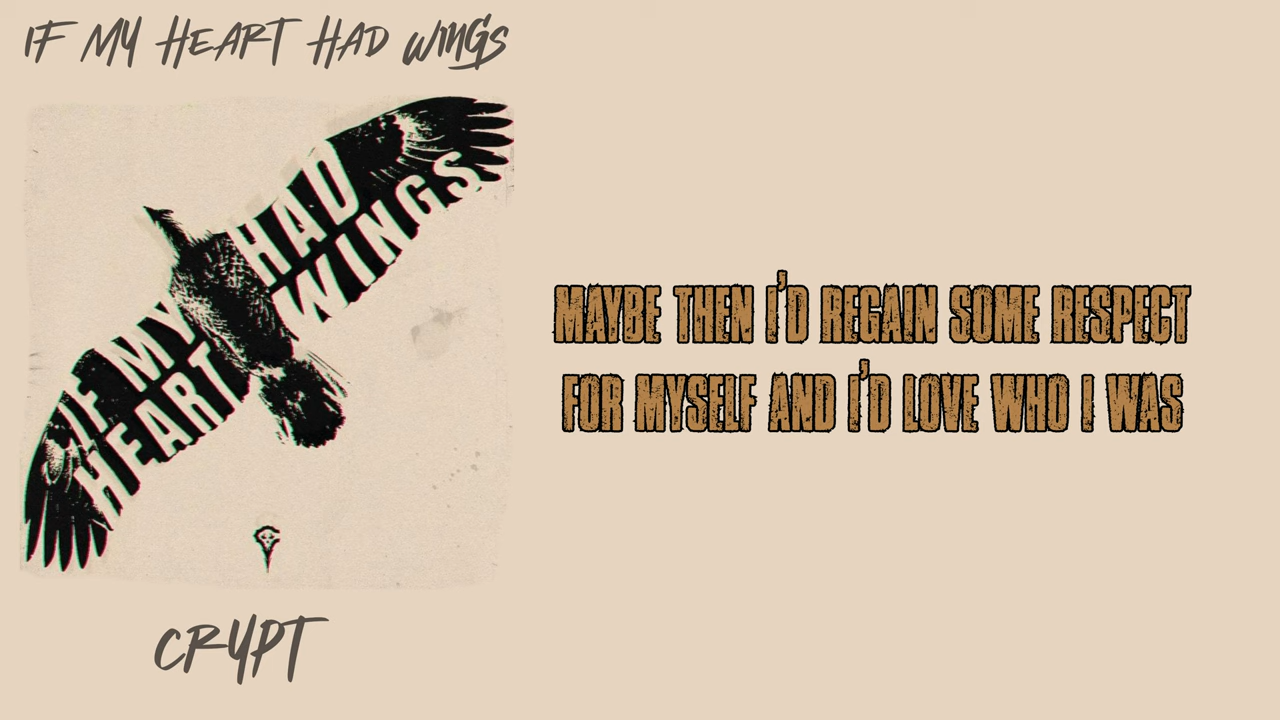 IF MY HEART HAD WINGS
IF MY
HEART
HAD
WINGS
CRYPT
MAYBE THEN I'D REGAIN SOME RESPECT
FOR MYSELF AND I'D LOVE WHO I WAS